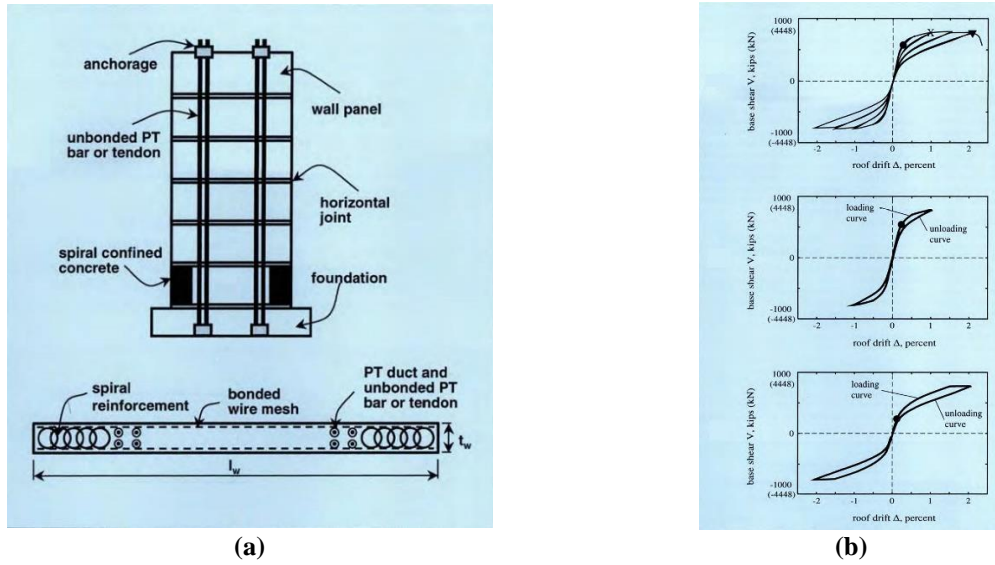 anchorage
wall panel
unbonded PT
bar or tendon
horizontal
joint
spiral confined
concrete
foundation
spiral
reinforcement
bonded
wire mesh
PT duct and
unbonded PT
bar or tendon
tw
lw
(a)
1000
(4448)
X
0
-1000
(-4448)
-2 -1 0 1 2
base shear V, kips (kN)
roof drift Δ, percent
1000
(4448)
loading
curve
unloading
curve
0
-1000
(-4448)
-2 -1 0 1 2
base shear V, kips (kN)
roof drift Δ, percent
1000
(4448)
loading
curve
unloading
curve
0
-1000
(-4448)
-2 -1 0 1 2
base shear V, kips (kN)
roof drift Δ, percent
(b)